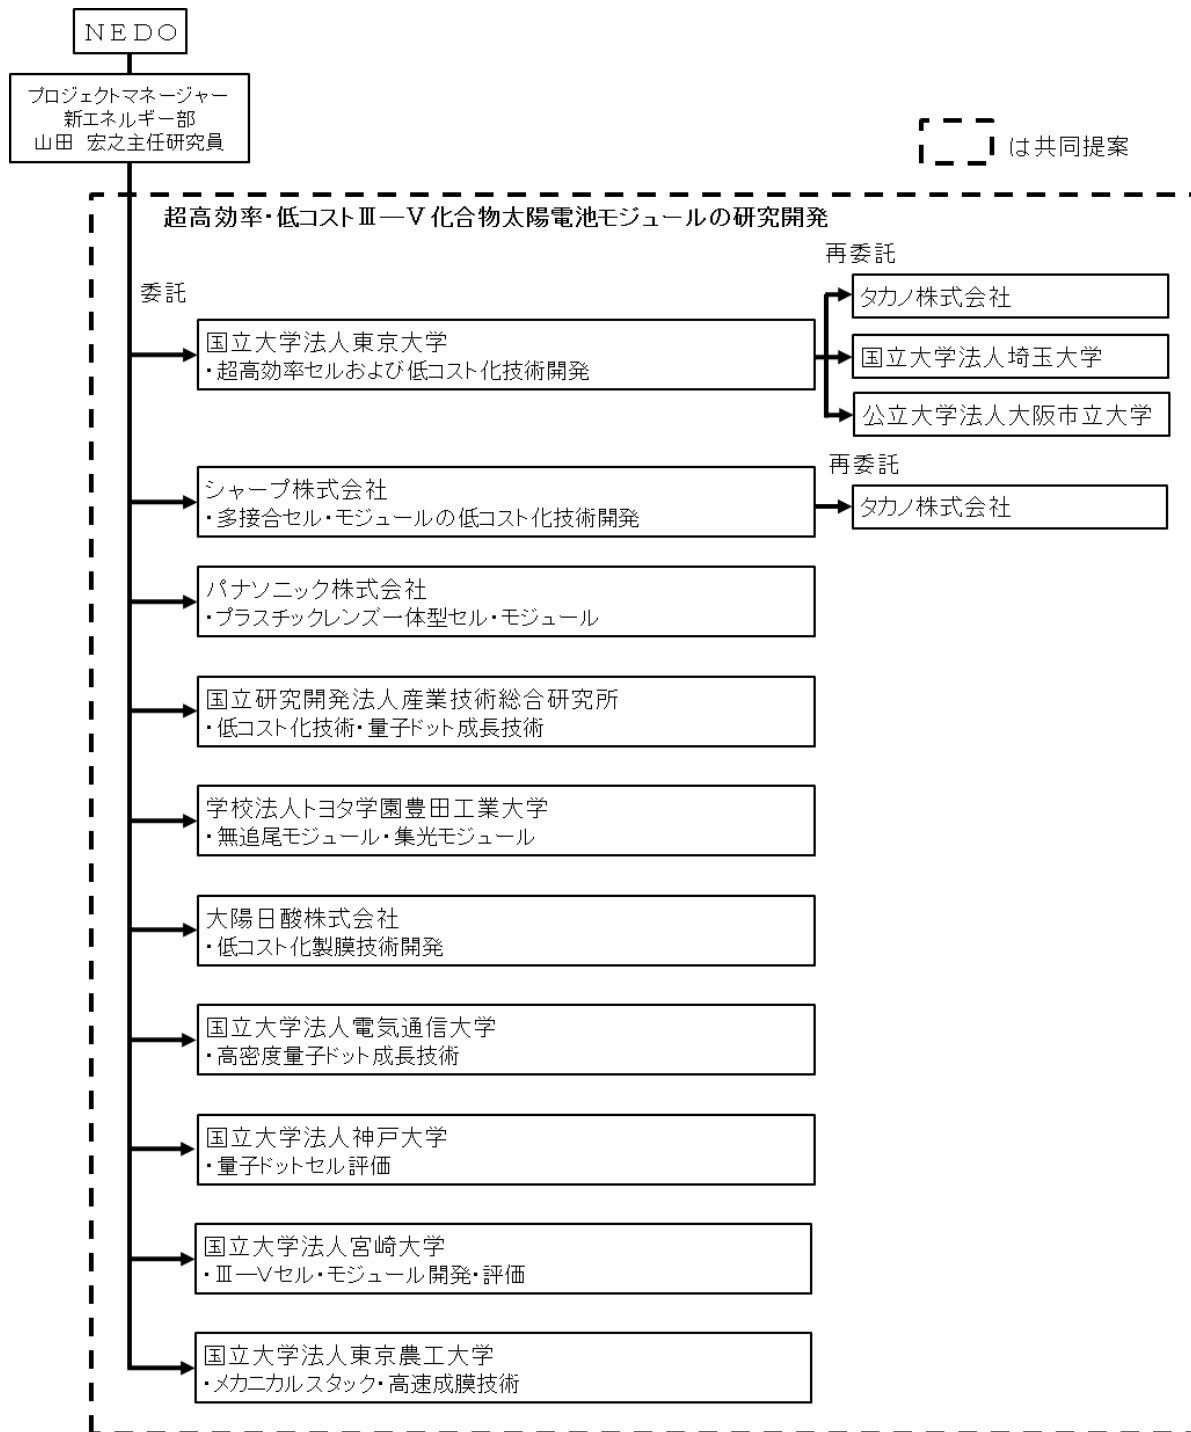 NEDO
プロジェクトマネージャー
新エネルギー部
山田　宏之主任研究員
は共同提案
超高効率・低コストⅢ―Ⅴ化合物太陽電池モジュールの研究開発
委託
再委託
国立大学法人東京大学
・超高効率セルおよび低コスト化技術開発
タカノ株式会社
国立大学法人埼玉大学
公立大学法人大阪市立大学
再委託
シャープ株式会社
・多接合セル・モジュールの低コスト化技術開発
タカノ株式会社
パナソニック株式会社
・プラスチックレンズ一体型セル・モジュール
国立研究開発法人産業技術総合研究所
・低コスト化技術・量子ドット成長技術
学校法人トヨタ学園豊田工業大学
・無追尾モジュール・集光モジュール
大陽日酸株式会社
・低コスト化製膜技術開発
国立大学法人電気通信大学
・高密度量子ドット成長技術
国立大学法人神戸大学
・量子ドットセル評価
国立大学法人宮崎大学
・Ⅲ―Ⅴセル・モジュール開発・評価
国立大学法人東京農工大学
・メカニカルスタック・高速成膜技術